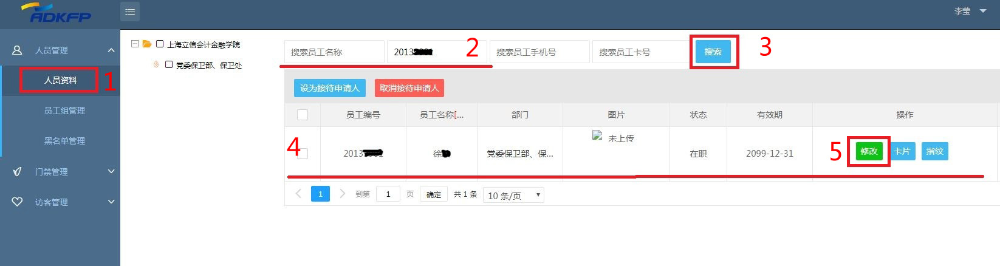 ADKFP
李莹
人员管理
人员资料
1
员工组管理
黑名单管理
门禁管理
访客管理
上海立信会计金融学院
党委保卫部、保卫处
搜索员工名称
2013
2
搜索员工手机号
搜索员工卡号
搜索
3
设为接待申请人
取消接待申请人
员工编号
员工名称[...
部门
图片
状态
有效期
操作
4
2013
徐
党委保卫部、保...
未上传
在职
2099-12-31
5
修改
卡片
指纹
1
到第
1
页
确定
共 1 条
10 条/页